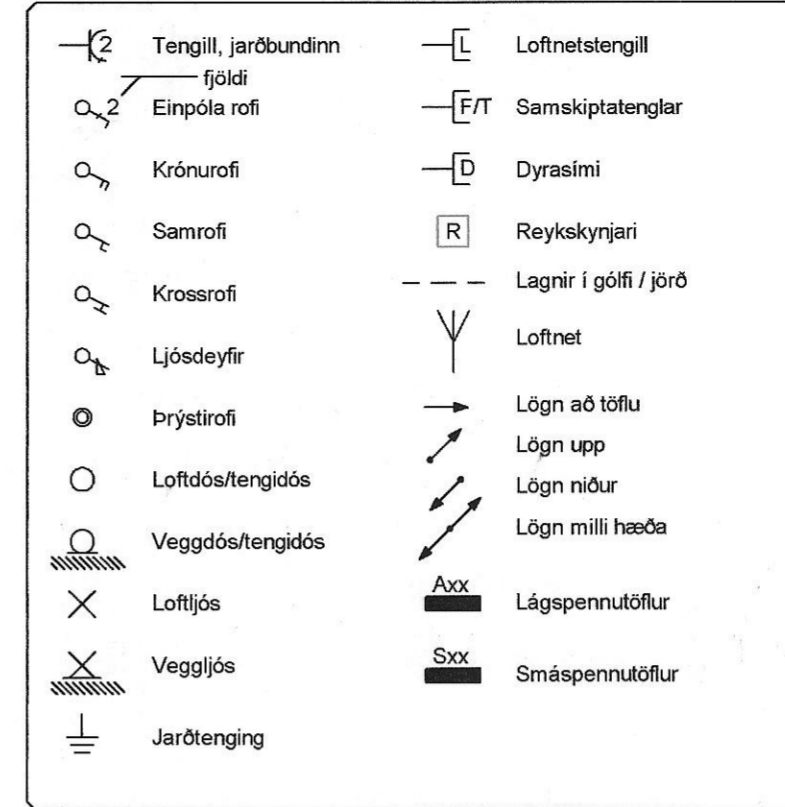 2 Tengill, jarðbundinn
fjöldi
2 Einpóla rofi
Krónurofi
Samrofi
Krossrofi
Ljósdeyfir
Þrýstirofi
Loftdós/tengidós
Veggdós/tengidós
Loftljós
Veggljós
Jarðtenging
L Loftnetstengill
F/T Samskiptatenglar
D Dyrasími
R Reykskynjari
Lagnir í gólfi / jörð
Loftnet
Lögn að töflu
Lögn upp
Lögn niður
Lögn milli hæða
Axx Lágspennutöflur
Sxx Smáspennutöflur